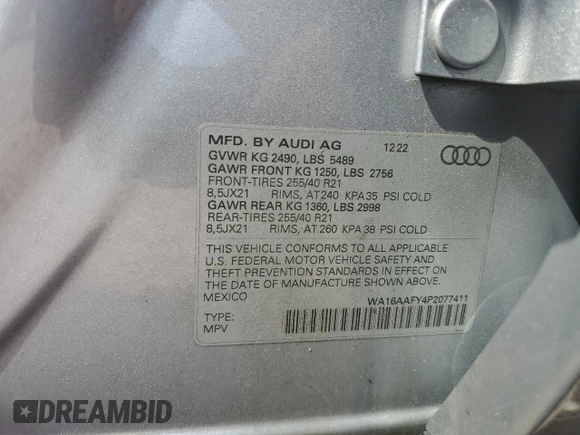 MFD. BY AUDI AG 12 22
GVWR KG 2490, LBS 5489
GAWR FRONT KG 1250, LBS 2756
FRONT-TIRES 255/40 R21
8,5JX21 RIMS, AT 240 KPA 35 PSI COLD
GAWR REAR KG 1360, LBS 2998
REAR-TIRES 255/40 R21
8,5JX21 RIMS, AT 260 KPA 38 PSI COLD
THIS VEHICLE CONFORMS TO ALL APPLICABLE
U.S. FEDERAL MOTOR VEHICLE SAFETY AND
THEFT PREVENTION STANDARDS IN EFFECT ON
THE DATE OF MANUFACTURE SHOWN ABOVE.
MEXICO WA16AAFY4P2077411
TYPE:
MPV
DREAMBID